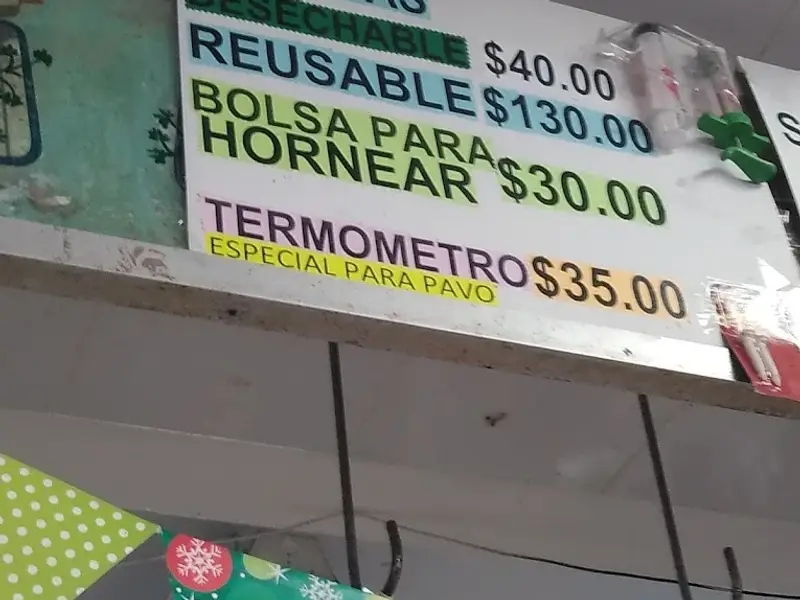 DESECHABLE $40.00
REUSABLE $130.00
BOLSA PARA
HORNEAR $30.00
TERMOMETRO $35.00
ESPECIAL PARA PAVO